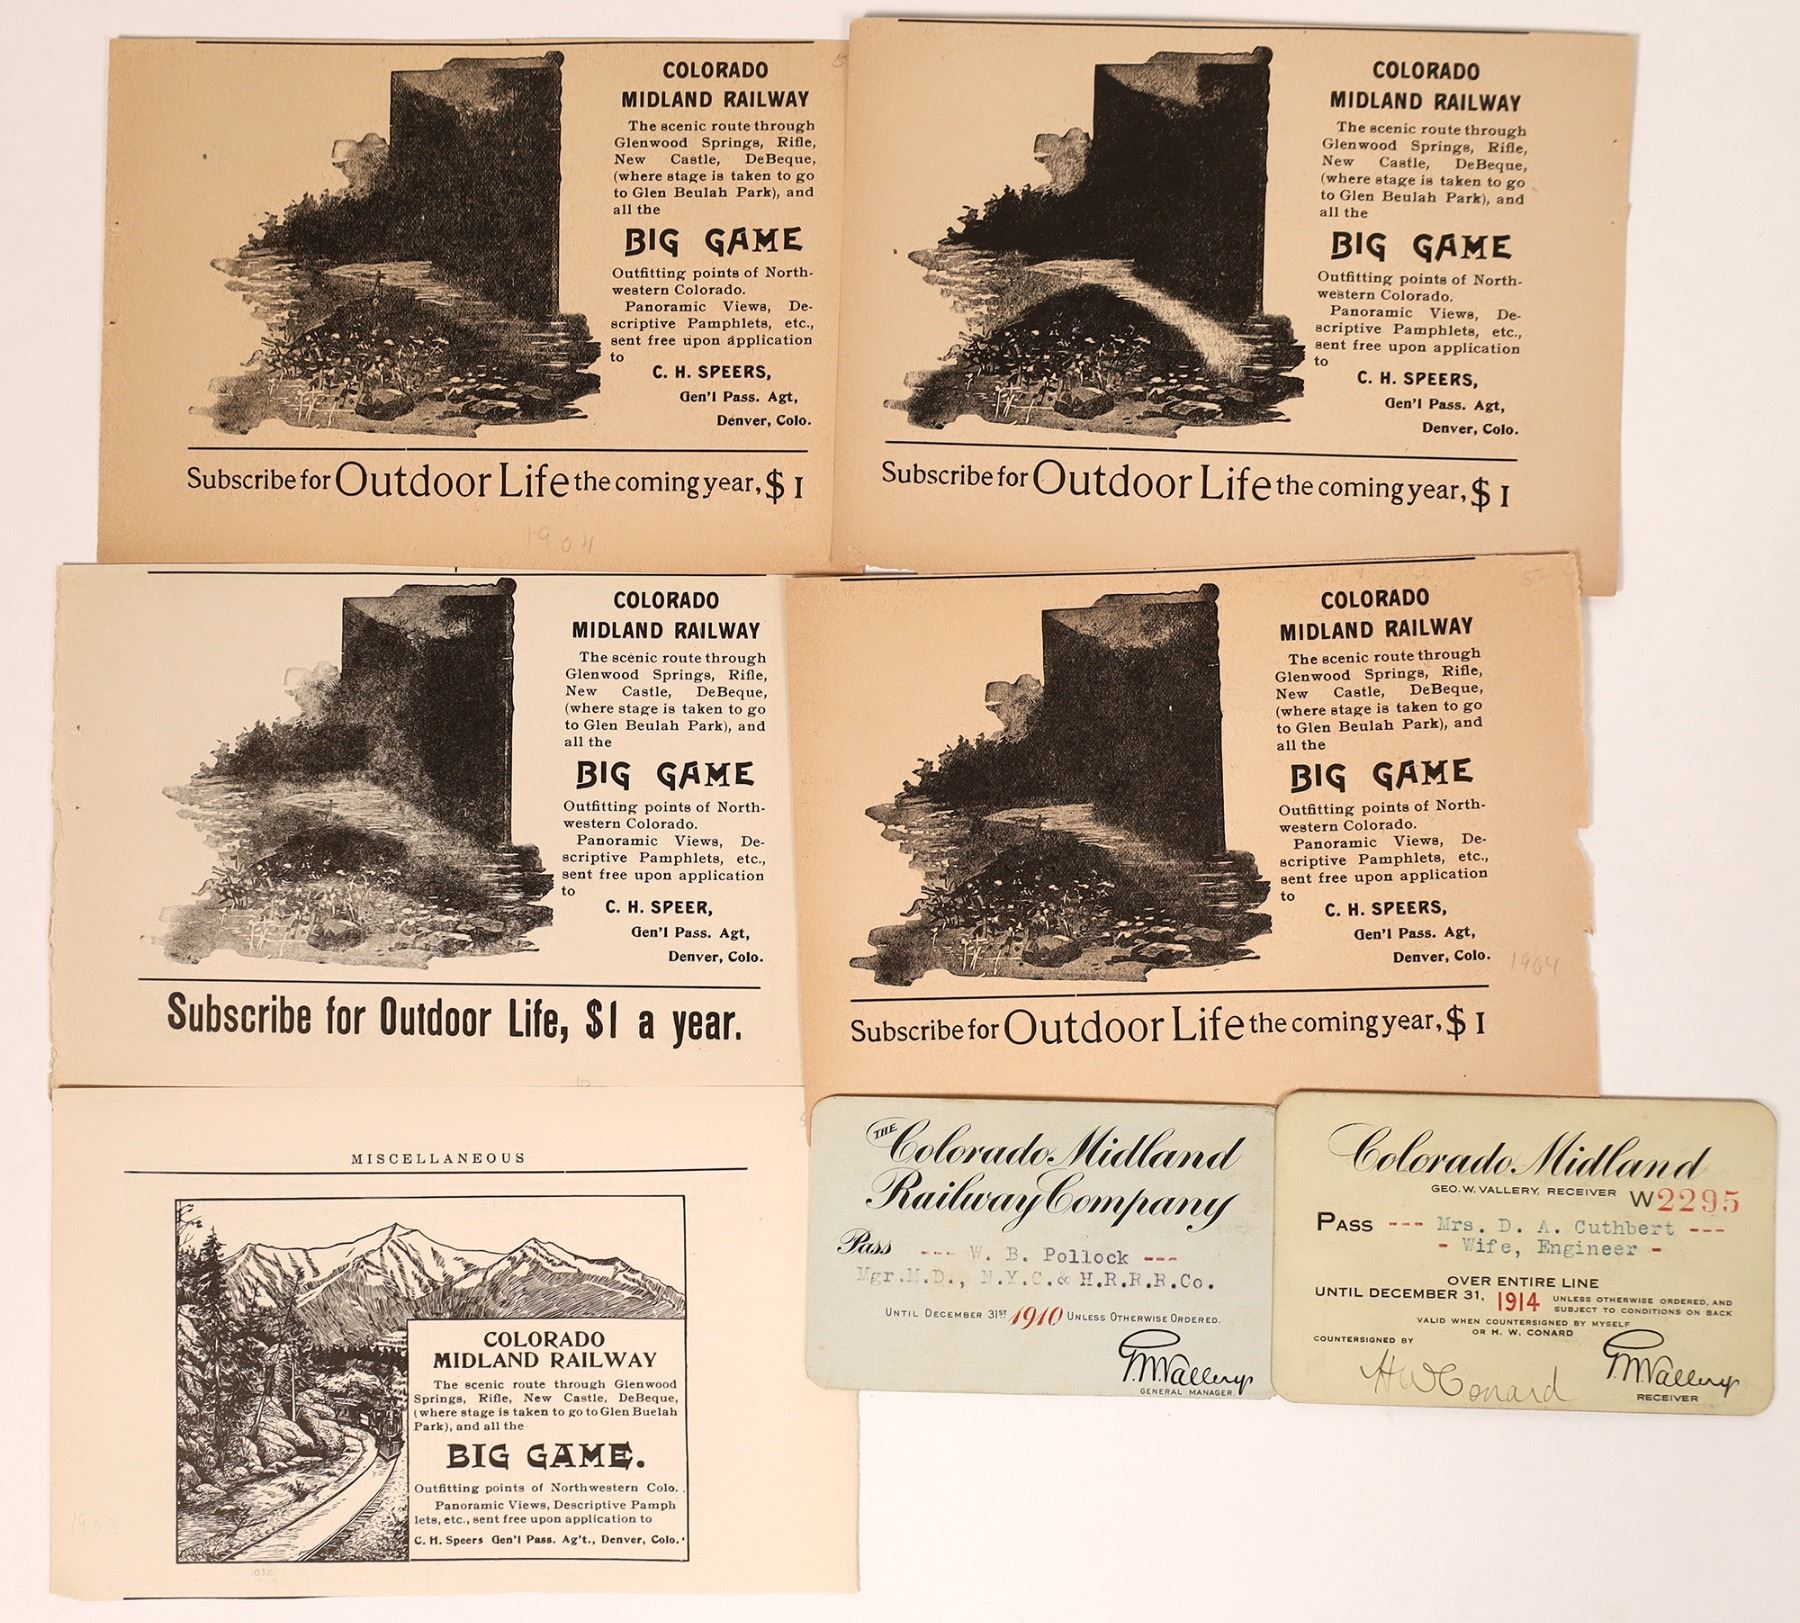 COLORADO
MIDLAND RAILWAY
The scenic route through
Glenwood Springs, Rifle,
New Castle, DeBeque,
(where stage is taken to go
to Glen Beulah Park), and
all the
BIG GAME
Outfitting points of North-
western Colorado.
Panoramic Views, De-
scriptive Pamphlets, etc.,
sent free upon application
to
C. H. SPEERS,
Gen'l Pass. Agt,
Denver, Colo.
Subscribe for Outdoor Life the coming year, $1
1904
COLORADO
MIDLAND RAILWAY
The scenic route through
Glenwood Springs, Rifle,
New Castle, DeBeque,
(where stage is taken to go
to Glen Beulah Park), and
all the
BIG GAME
Outfitting points of North-
western Colorado.
Panoramic Views, De-
scriptive Pamphlets, etc.,
sent free upon application
to
C. H. SPEERS,
Gen'l Pass. Agt,
Denver, Colo.
Subscribe for Outdoor Life the coming year, $1
COLORADO
MIDLAND RAILWAY
The scenic route through
Glenwood Springs, Rifle,
New Castle, DeBeque,
(where stage is taken to go
to Glen Beulah Park), and
all the
BIG GAME
Outfitting points of North-
western Colorado.
Panoramic Views, De-
scriptive Pamphlets, etc.,
sent free upon application
to
C. H. SPEER,
Gen'l Pass. Agt,
Denver, Colo.
Subscribe for Outdoor Life, $1 a year.
COLORADO
MIDLAND RAILWAY
The scenic route through
Glenwood Springs, Rifle,
New Castle, DeBeque,
(where stage is taken to go
to Glen Beulah Park), and
all the
BIG GAME
Outfitting points of North-
western Colorado.
Panoramic Views, De-
scriptive Pamphlets, etc.,
sent free upon application
to
C. H. SPEERS,
Gen'l Pass. Agt,
Denver, Colo.
1904
Subscribe for Outdoor Life the coming year, $1
MISCELLANEOUS
COLORADO
MIDLAND RAILWAY
The scenic route through Glenwood
Springs, Rifle, New Castle, DeBeque,
(where stage is taken to go to Glen Buelah
Park), and all the
BIG GAME.
Outfitting points of Northwestern Colo.
Panoramic Views, Descriptive Pamph
lets, etc., sent free upon application to
C. H. Speers Gen'l Pass. Ag't., Denver, Colo.
1903
THE Colorado Midland
Railway Company
Pass --- W. B. Pollock ---
Mgr.M.D., N.Y.C.& H.R.R.R.Co.
UNTIL DECEMBER 31ST 1910 UNLESS OTHERWISE ORDERED.
G.W.Vallery
GENERAL MANAGER.
Colorado Midland
GEO. W. VALLERY, RECEIVER W2295
PASS --- Mrs. D. A. Cuthbert ---
- Wife, Engineer -
OVER ENTIRE LINE
UNTIL DECEMBER 31, 1914 UNLESS OTHERWISE ORDERED, AND
SUBJECT TO CONDITIONS ON BACK
VALID WHEN COUNTERSIGNED BY MYSELF
OR H. W. CONARD
COUNTERSIGNED BY
H W Conard
G.W.Vallery
RECEIVER